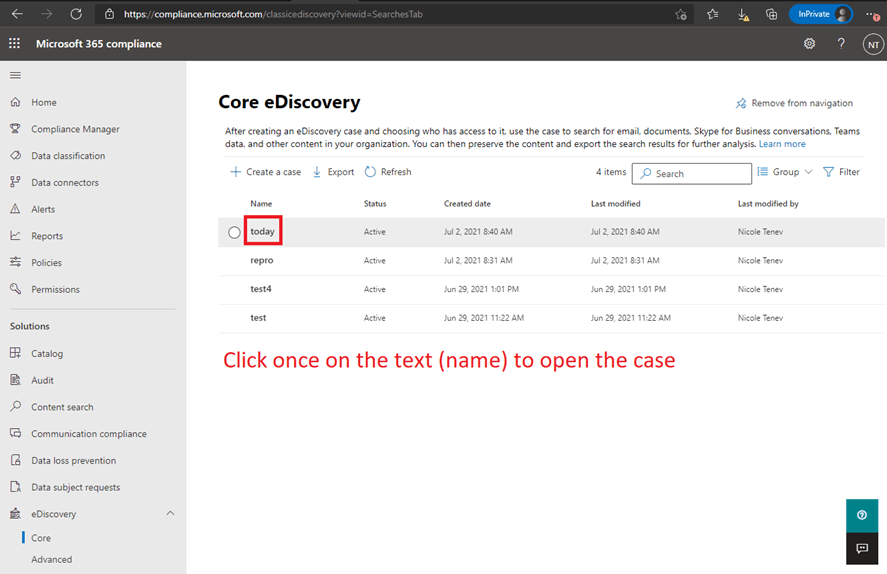 https://compliance.microsoft.com/classicediscovery?viewid=SearchesTab
InPrivate
Microsoft 365 compliance
?
NT
Home
Compliance Manager
Data classification
Data connectors
Alerts
Reports
Policies
Permissions
Solutions
Catalog
Audit
Content search
Communication compliance
Data loss prevention
Data subject requests
eDiscovery
Core
Advanced
Core eDiscovery
Remove from navigation
After creating an eDiscovery case and choosing who has access to it, use the case to search for email, documents, Skype for Business conversations, Teams
data, and other content in your organization. You can then preserve the content and export the search results for further analysis. Learn more
Create a case Export Refresh 4 items Search Group Filter
Name Status Created date Last modified Last modified by
today Active Jul 2, 2021 8:40 AM Jul 2, 2021 8:40 AM Nicole Tenev
repro Active Jul 2, 2021 8:31 AM Jul 2, 2021 8:31 AM Nicole Tenev
test4 Active Jun 29, 2021 1:01 PM Jun 29, 2021 1:01 PM Nicole Tenev
test Active Jun 29, 2021 11:22 AM Jun 29, 2021 11:22 AM Nicole Tenev
Click once on the text (name) to open the case